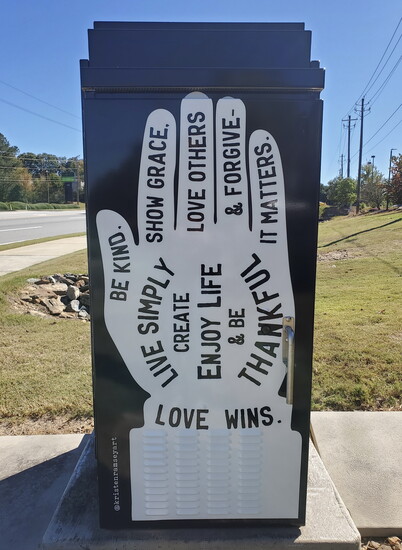 BE KIND.
SHOW GRACE,
LOVE OTHERS
& FORGIVE-
IT MATTERS.
LIVE SIMPLY
CREATE
ENJOY LIFE
& BE
THANKFUL
LOVE WINS.
@kristenramseyart